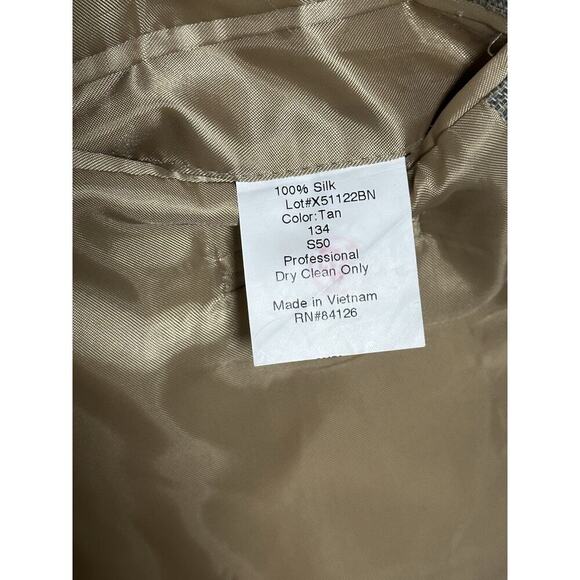 100% Silk
Lot#X51122BN
Color:Tan
134
S50
Professional
Dry Clean Only
Made in Vietnam
RN#84126